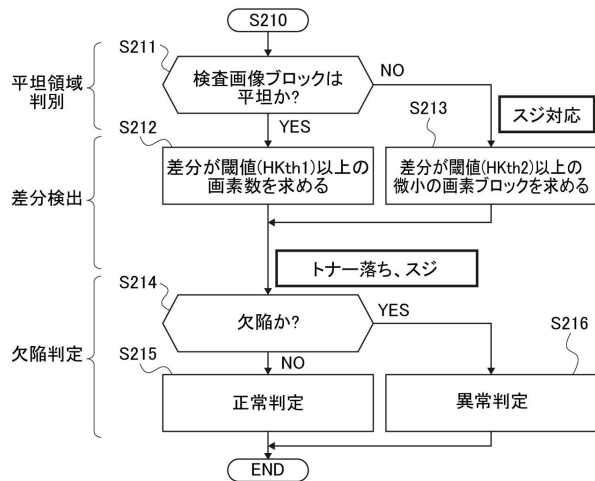 S210
S211
平坦領域
判別
検査画像ブロックは
平坦か?
NO
YES
S212
S213
スジ対応
差分検出
差分が閾値(HKth1)以上の
画素数を求める
差分が閾値(HKth2)以上の
微小の画素ブロックを求める
トナー落ち、スジ
S214
欠陥判定
欠陥か?
YES
NO
S215
S216
正常判定
異常判定
END